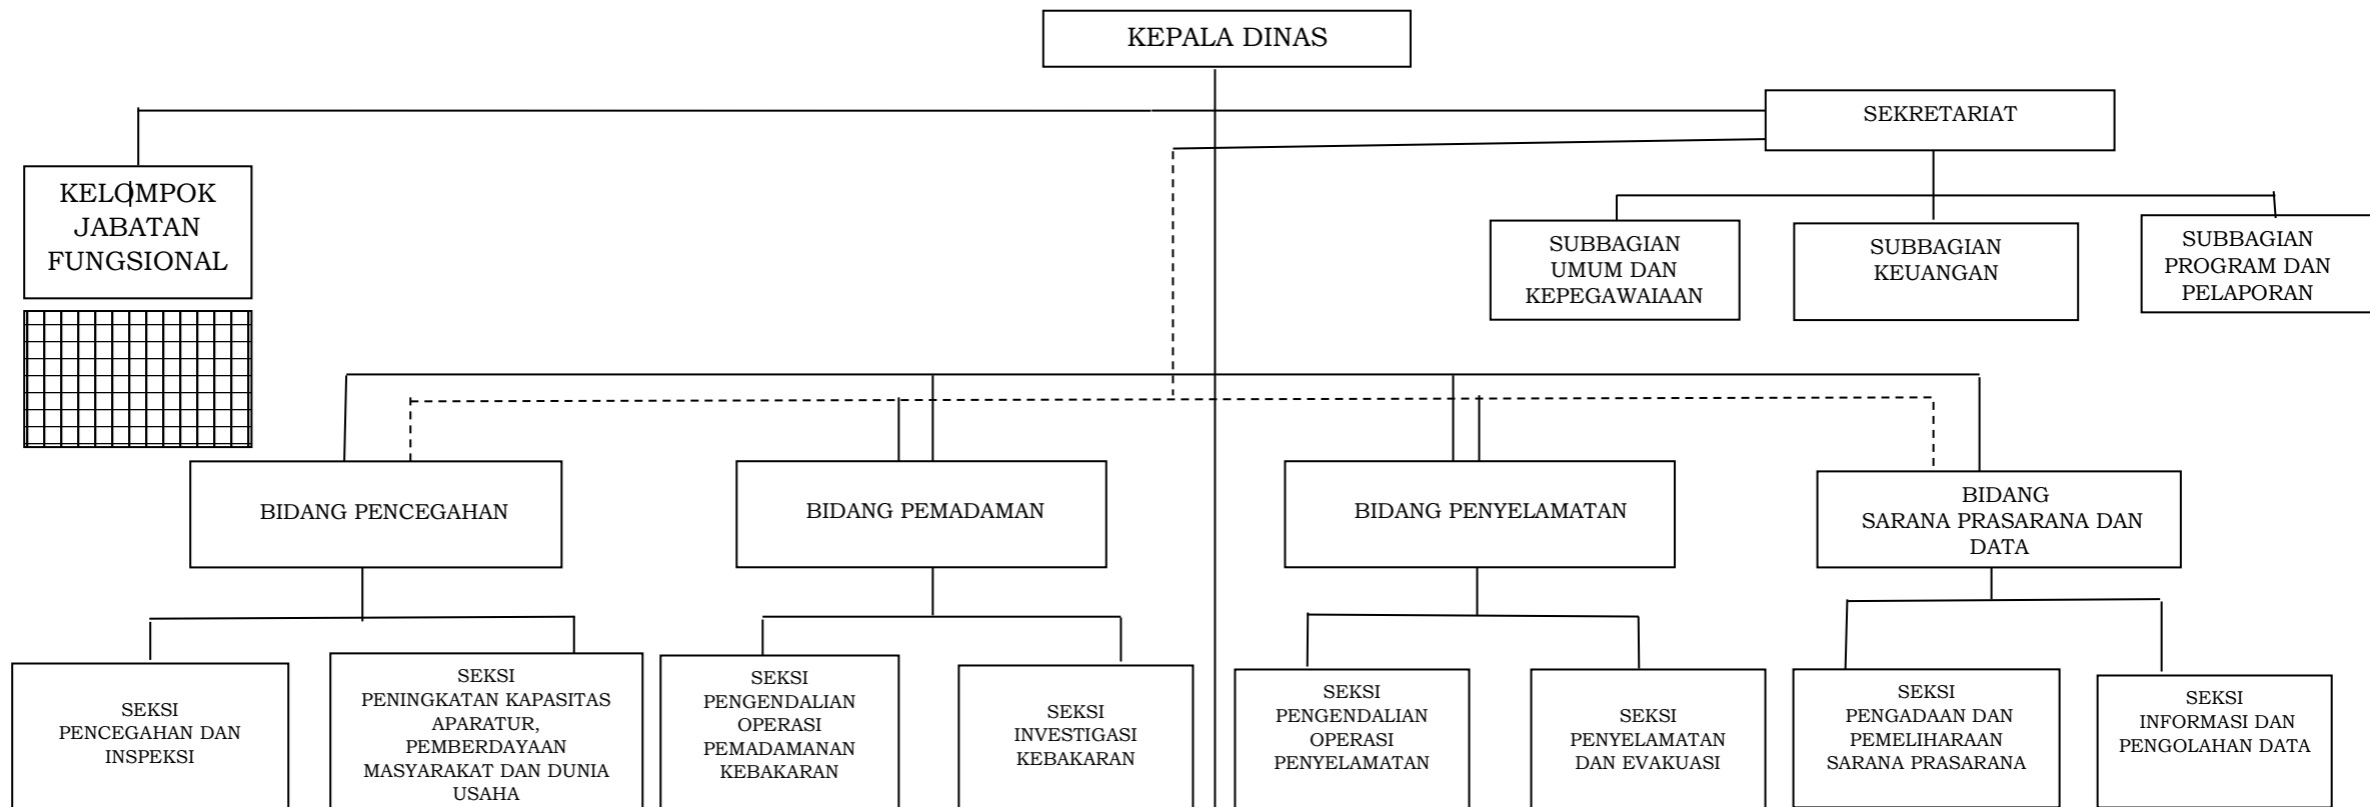 KEPALA DINAS
SEKRETARIAT
KELOMPOK
JABATAN
FUNGSIONAL
SUBBAGIAN
UMUM DAN
KEPEGAWAIAAN
SUBBAGIAN
KEUANGAN
SUBBAGIAN
PROGRAM DAN
PELAPORAN
BIDANG PENCEGAHAN
BIDANG PEMADAMAN
BIDANG PENYELAMATAN
BIDANG
SARANA PRASARANA DAN
DATA
SEKSI
PENCEGAHAN DAN
INSPEKSI
SEKSI
PENINGKATAN KAPASITAS
APARATUR,
PEMBERDAYAAN
MASYARAKAT DAN DUNIA
USAHA
SEKSI
PENGENDALIAN
OPERASI
PEMADAMANAN
KEBAKARAN
SEKSI
INVESTIGASI
KEBAKARAN
SEKSI
PENGENDALIAN
OPERASI
PENYELAMATAN
SEKSI
PENYELAMATAN
DAN EVAKUASI
SEKSI
PENGADAAN DAN
PEMELIHARAAN
SARANA PRASARANA
SEKSI
INFORMASI DAN
PENGOLAHAN DATA